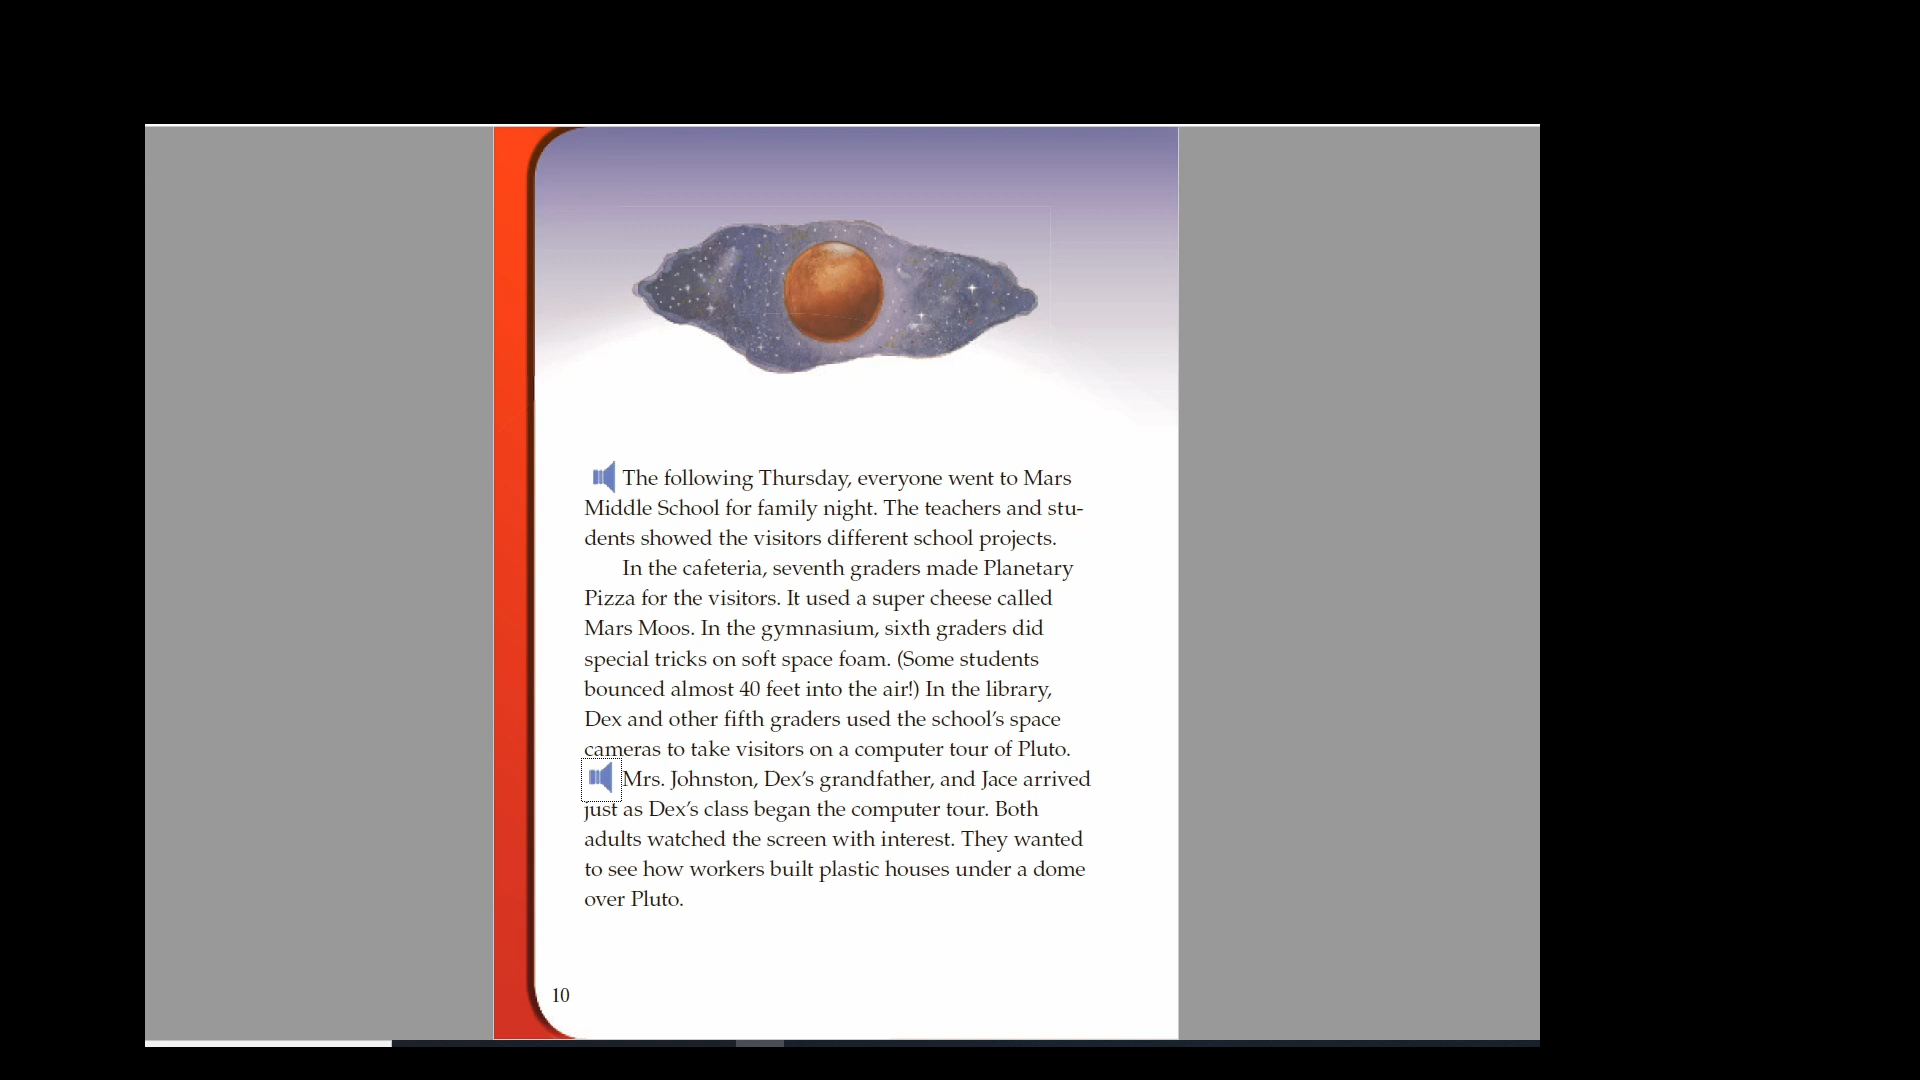 The following Thursday, everyone went to Mars
Middle School for family night. The teachers and stu-
dents showed the visitors different school projects.
In the cafeteria, seventh graders made Planetary
Pizza for the visitors. It used a super cheese called
Mars Moos. In the gymnasium, sixth graders did
special tricks on soft space foam. (Some students
bounced almost 40 feet into the air!) In the library,
Dex and other fifth graders used the school’s space
cameras to take visitors on a computer tour of Pluto.
Mrs. Johnston, Dex’s grandfather, and Jace arrived
just as Dex’s class began the computer tour. Both
adults watched the screen with interest. They wanted
to see how workers built plastic houses under a dome
over Pluto.
10